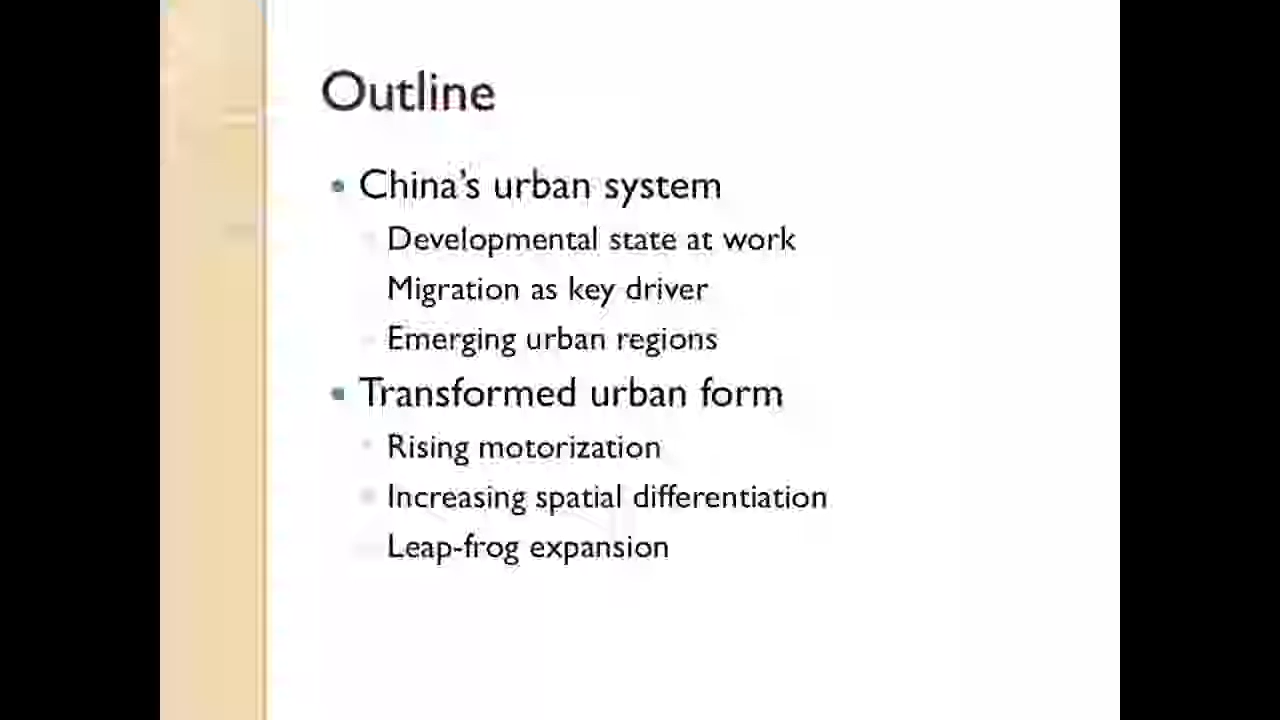 Outline
China's urban system
Developmental state at work
Migration as key driver
Emerging urban regions
Transformed urban form
Rising motorization
Increasing spatial differentiation
Leap-frog expansion